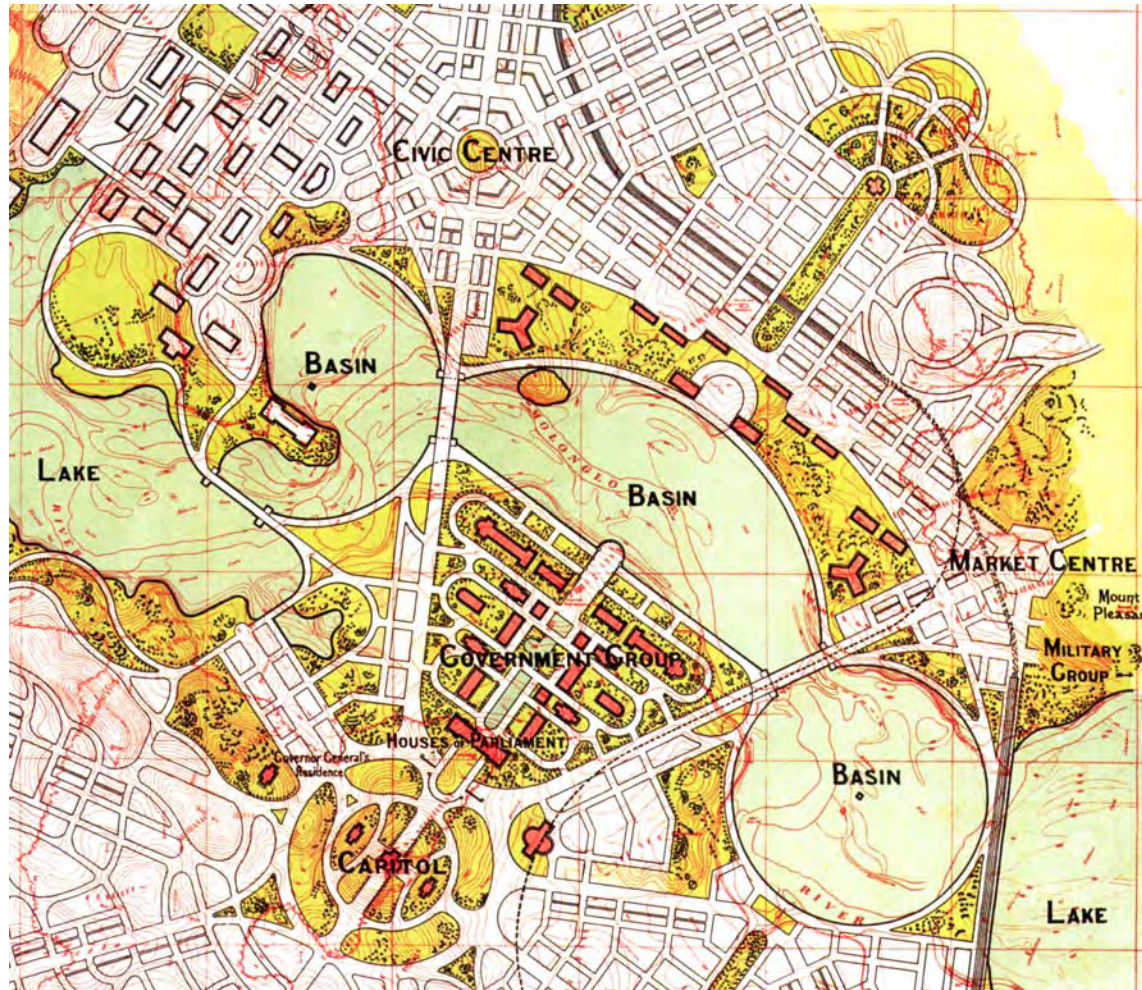 CIVIC CENTRE
BASIN
LAKE
RIVER
MOLONGLO
BASIN
MARKET CENTRE
Mount
Pleasa
MILITARY
GROUP
GOVERNMENT GROUP
HOUSES OF PARLIAMENT
Governor General's
Residence
BASIN
CAPITOL
RIVER
LAKE